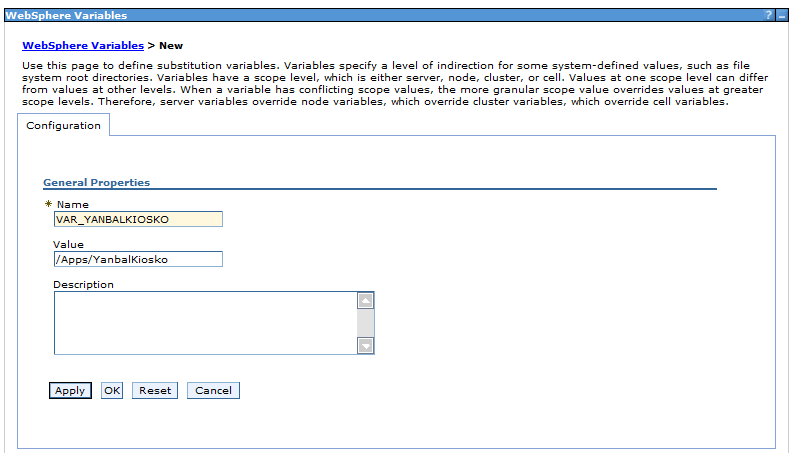 WebSphere Variables ? -
WebSphere Variables > New
Use this page to define substitution variables. Variables specify a level of indirection for some system-defined values, such as file
system root directories. Variables have a scope level, which is either server, node, cluster, or cell. Values at one scope level can differ
from values at other levels. When a variable has conflicting scope values, the more granular scope value overrides values at greater
scope levels. Therefore, server variables override node variables, which override cluster variables, which override cell variables.
Configuration
General Properties
* Name
VAR_YANBALKIOSKO
Value
/Apps/YanbalKiosko
Description
Apply OK Reset Cancel